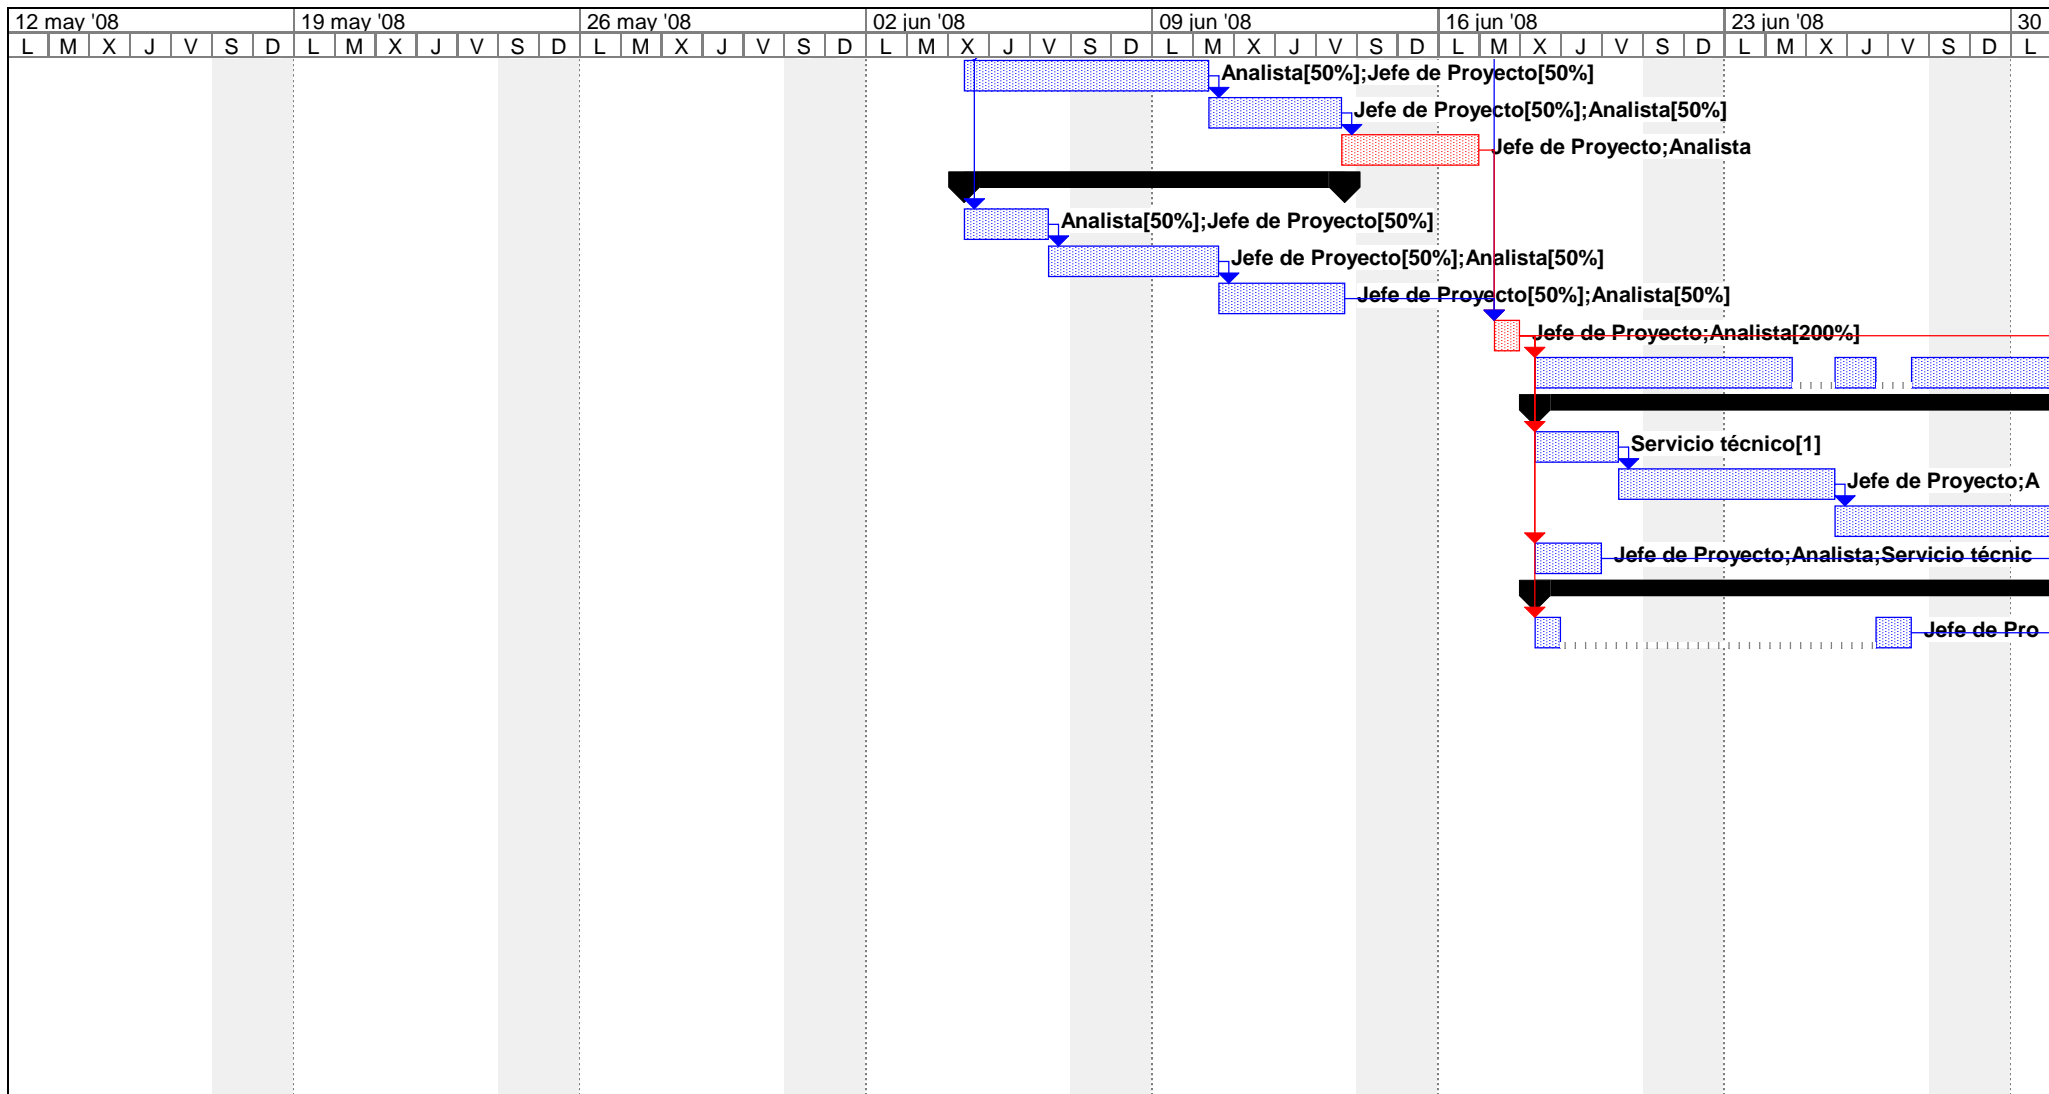 12 may '08 19 may '08 26 may '08 02 jun '08 09 jun '08 16 jun '08 23 jun '08 30
L M X J V S D L M X J V S D L M X J V S D L M X J V S D L M X J V S D L M X J V S D L M X J V S D L
Analista[50%];Jefe de Proyecto[50%]
Jefe de Proyecto[50%];Analista[50%]
Jefe de Proyecto;Analista
Analista[50%];Jefe de Proyecto[50%]
Jefe de Proyecto[50%];Analista[50%]
Jefe de Proyecto[50%];Analista[50%]
Jefe de Proyecto;Analista[200%]
Servicio técnico[1]
Jefe de Proyecto;A
Jefe de Proyecto;Analista;Servicio técnic
Jefe de Pro